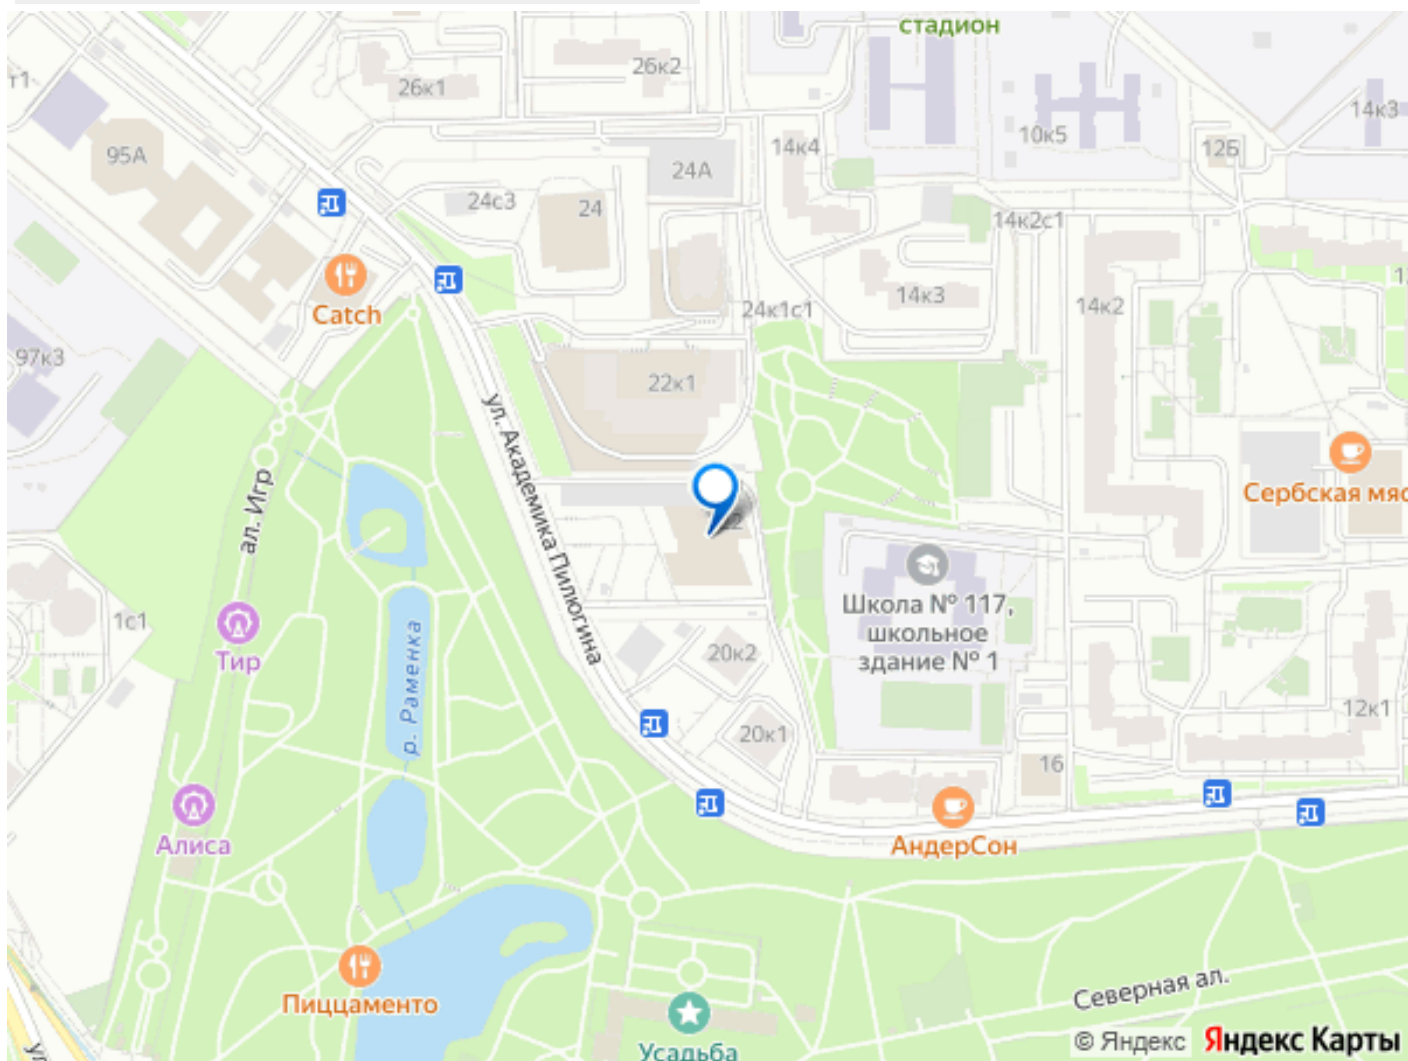 стадион
26к2
26к1
т1
14к3
10к5
14к4
12Б
95А
24А
24с3
24
14к2с1
14к3
24к1с1
14к2
Catch
97к3
22к1
ул. Академика Пилюгина
ал. Игр
Сербская мяс
Школа № 117,
школьное
здание № 1
1с1
Тир
р. Раменка
20к2
20к1
12к1
16
Алиса
АндерСон
Пиццаменто
Северная ал.
Усадьба
© Яндекс Яндекс Карты